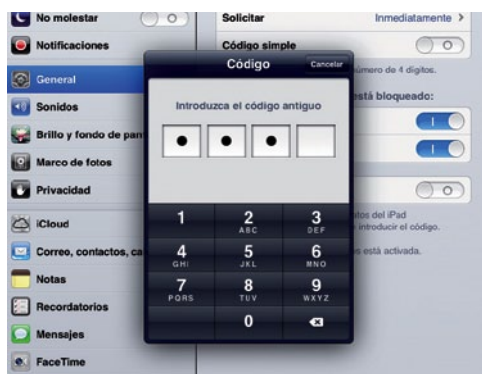 No molestar
Notificaciones
General
Sonidos
Brillo y fondo de pan
Marco de fotos
Privacidad
iCloud
Correo, contactos, ca
Notas
Recordatorios
Mensajes
FaceTime
Solicitar Inmediatamente >
Código simple
número de 4 dígitos.
está bloqueado:
del iPad
introducir el código.
está activada.
Código Cancelar
Introduzca el código antiguo
1 2 3
ABC DEF
4 5 6
GHI JKL MNO
7 8 9
PQRS TUV WXYZ
0